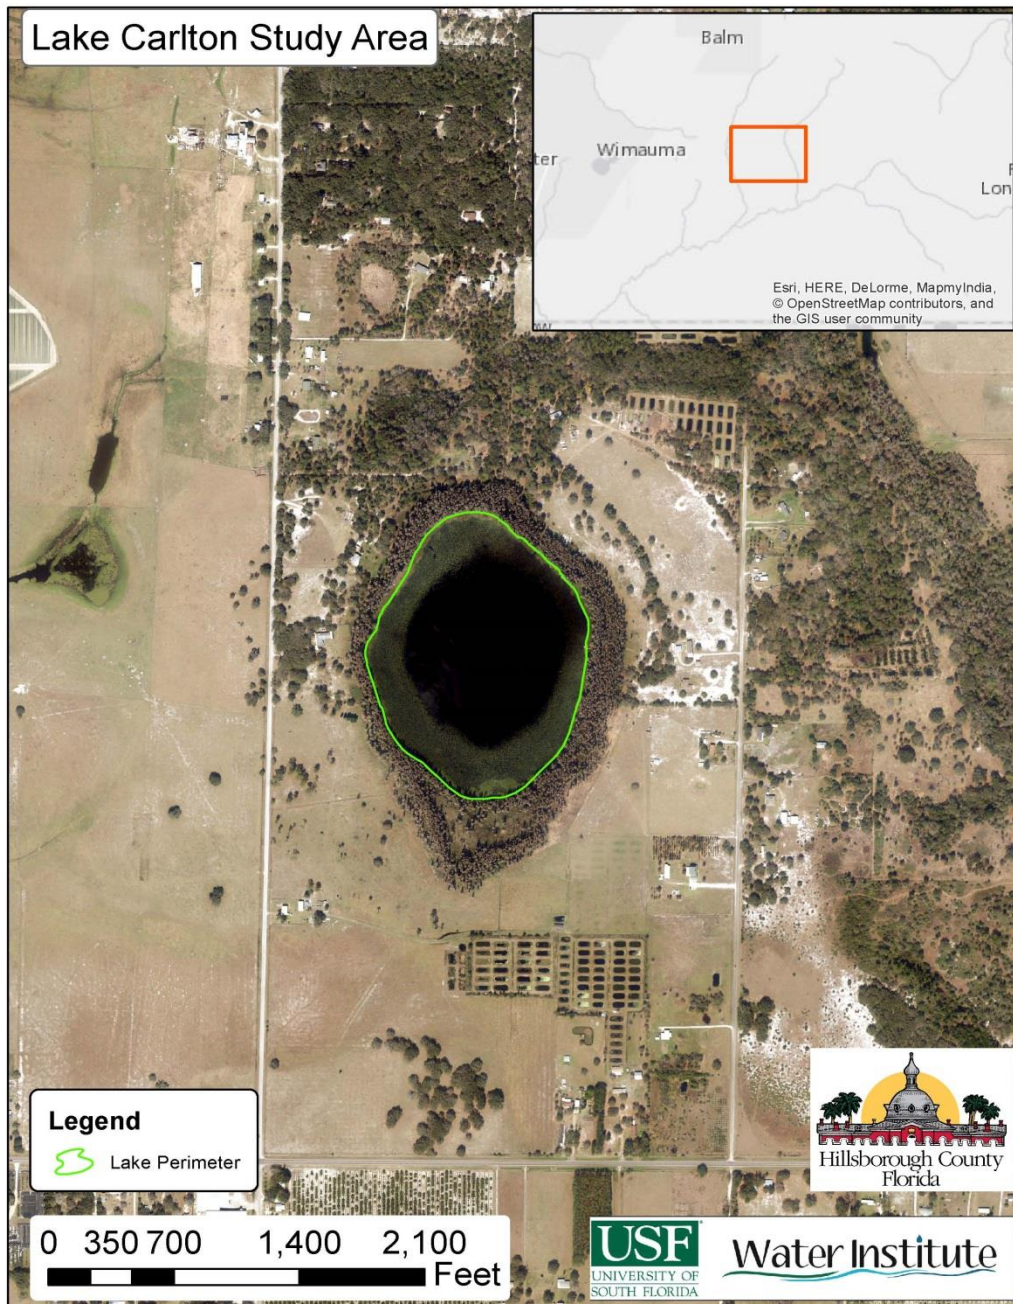 Lake Carlton Study Area
Balm
Wimauma
ter
Lon
Esri, HERE, DeLorme, MapmyIndia,
© OpenStreetMap contributors, and
the GIS user community
Legend
Lake Perimeter
Hillsborough County
Florida
0 350 700 1,400 2,100
Feet
USF
UNIVERSITY OF
SOUTH FLORIDA
Water Institute